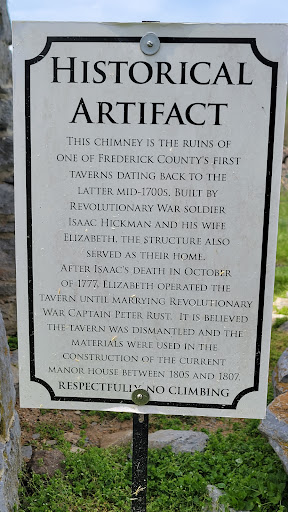 HISTORICAL
ARTIFACT
THIS CHIMNEY IS THE RUINS OF
ONE OF FREDERICK COUNTY'S FIRST
TAVERNS DATING BACK TO THE
LATTER MID-1700S. BUILT BY
REVOLUTIONARY WAR SOLDIER
ISAAC HICKMAN AND HIS WIFE
ELIZABETH, THE STRUCTURE ALSO
SERVED AS THEIR HOME.
AFTER ISAAC'S DEATH IN OCTOBER
OF 1777, ELIZABETH OPERATED THE
TAVERN UNTIL MARRYING REVOLUTIONARY
WAR CAPTAIN PETER RUST. IT IS BELIEVED
THE TAVERN WAS DISMANTLED AND THE
MATERIALS WERE USED IN THE
CONSTRUCTION OF THE CURRENT
MANOR HOUSE BETWEEN 1805 AND 1807.
RESPECTFULLY NO CLIMBING